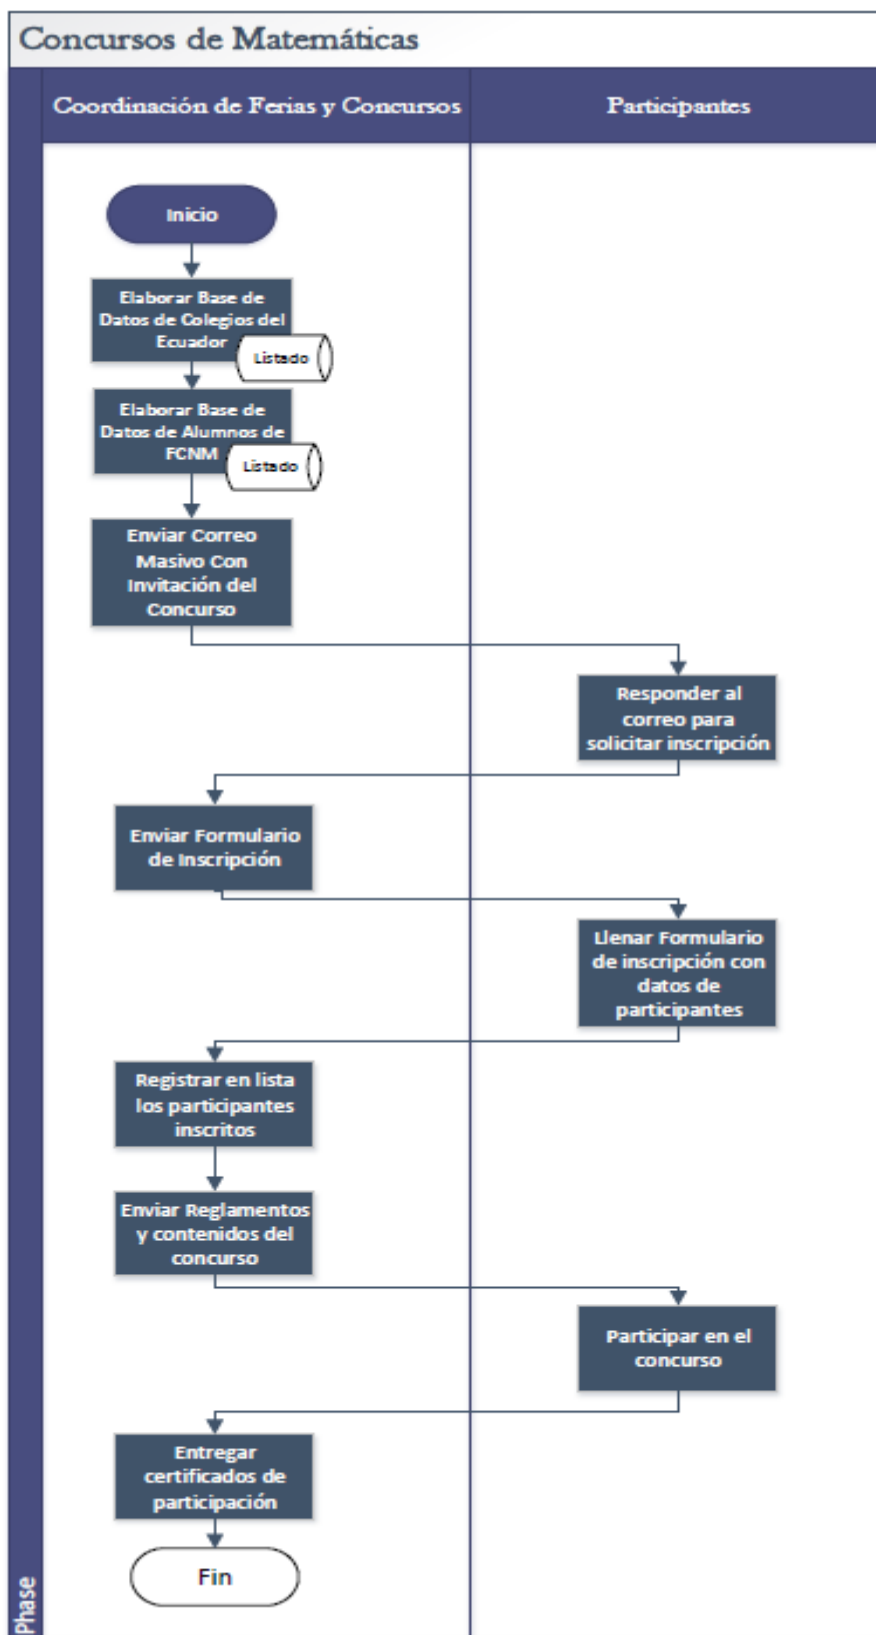 Concursos de Matemáticas
Coordinación de Ferias y Concursos
Participantes
Inicio
Elaborar Base de
Datos de Colegios del
Ecuador
Listado
Elaborar Base de
Datos de Alumnos de
FCNM
Listado
Enviar Correo
Masivo Con
Invitación del
Concurso
Responder al
correo para
solicitar inscripción
Enviar Formulario
de Inscripción
Llenar Formulario
de inscripción con
datos de
participantes
Registrar en lista
los participantes
inscritos
Enviar Reglamentos
y contenidos del
concurso
Participar en el
concurso
Entregar
certificados de
participación
Fin
Phase